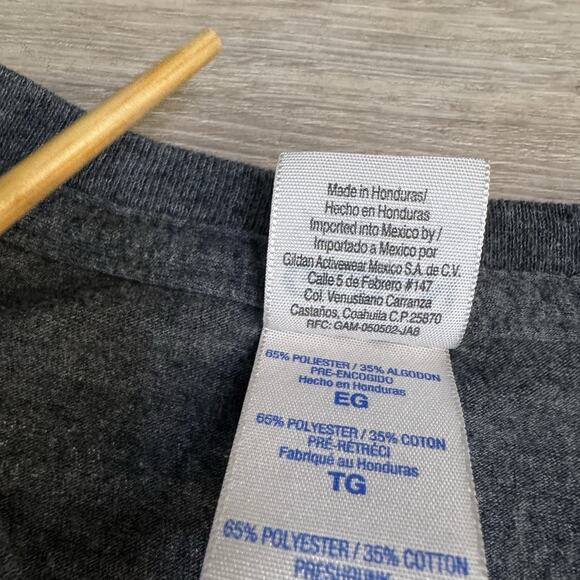 Made in Honduras/
Hecho en Honduras
Imported into Mexico by/
Importado a Mexico por
Gildan Activewear Mexico S.A. de C.V.
Calle 5 de Febrero #147
Col. Venustiano Carranza
Castaños, Coahuila C.P.25870
RFC: GAM-050502-JA8
65% POLIESTER / 35% ALGODON
PRE-ENCOGIDO
Hecho en Honduras
EG
65% POLYESTER / 35% COTON
PRÉ-RÉTRÉCI
Fabriqué au Honduras
TG
65% POLYESTER / 35% COTTON
PRESHRUNK